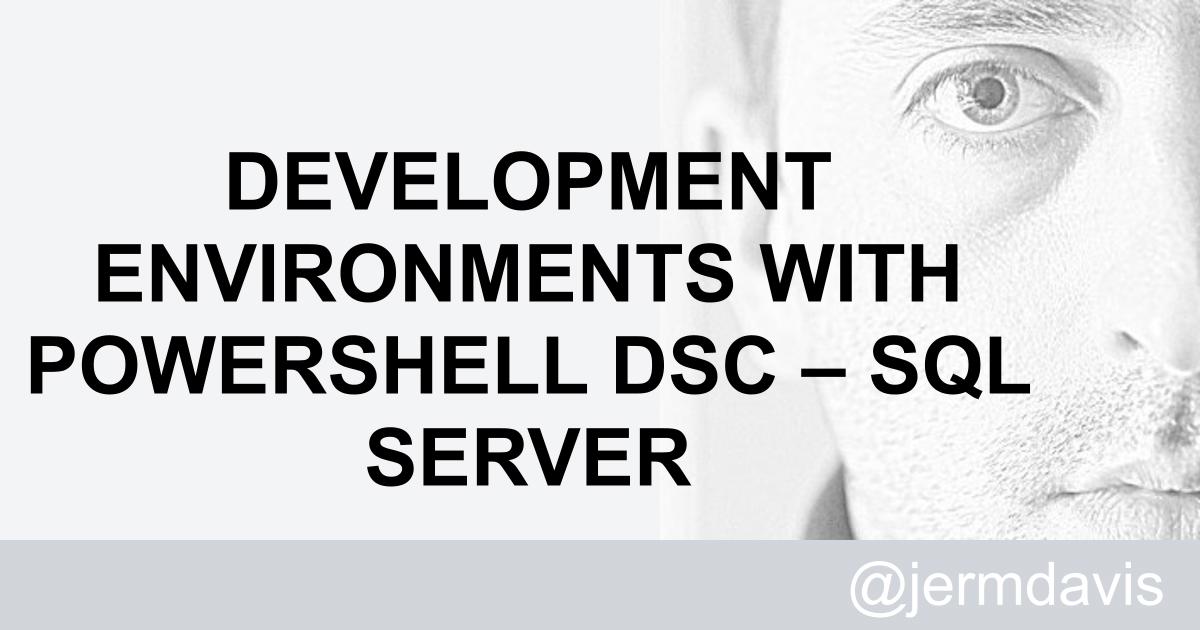 DEVELOPMENT
ENVIRONMENTS WITH
POWERSHELL DSC – SQL
SERVER
@jermdavis